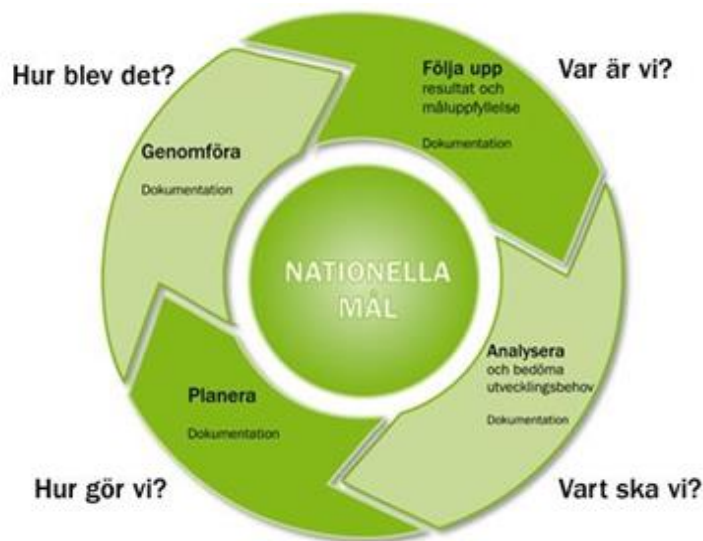 Hur blev det?
Följa upp
resultat och
måluppfyllelse
Dokumentation
Var är vi?
Genomföra
Dokumentation
NATIONELLA
MÅL
Analysera
och bedöma
utvecklingsbehov
Dokumentation
Planera
Dokumentation
Hur gör vi?
Vart ska vi?